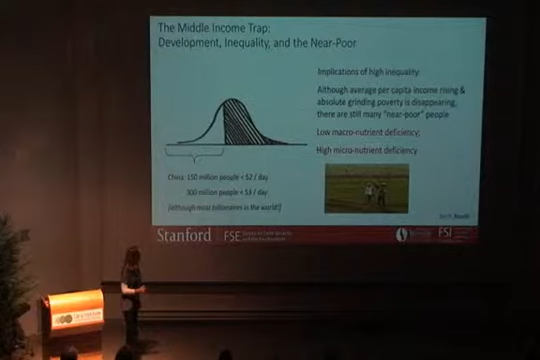 The Middle Income Trap:
Development, Inequality, and the Near-Poor
Implications of high inequality:
Although average per capita income rising &
absolute grinding poverty is disappearing,
there are still many "near-poor" people
Low macro-nutrient deficiency;
High micro-nutrient deficiency
China: 150 million people < $2 / day
300 million people < $3 / day
(although most billionaires in the world!)
Stanford FSE FSI